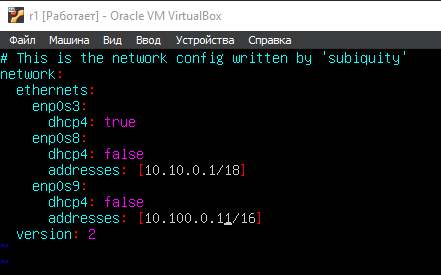 r1 [Работает] - Oracle VM VirtualBox
Файл Машина Вид Ввод Устройства Справка
# This is the network config written by 'subiquity'
network:
  ethernets:
    enp0s3:
      dhcp4: true
    enp0s8:
      dhcp4: false
      addresses: [10.10.0.1/18]
    enp0s9:
      dhcp4: false
      addresses: [10.100.0.11/16]
  version: 2
~
~